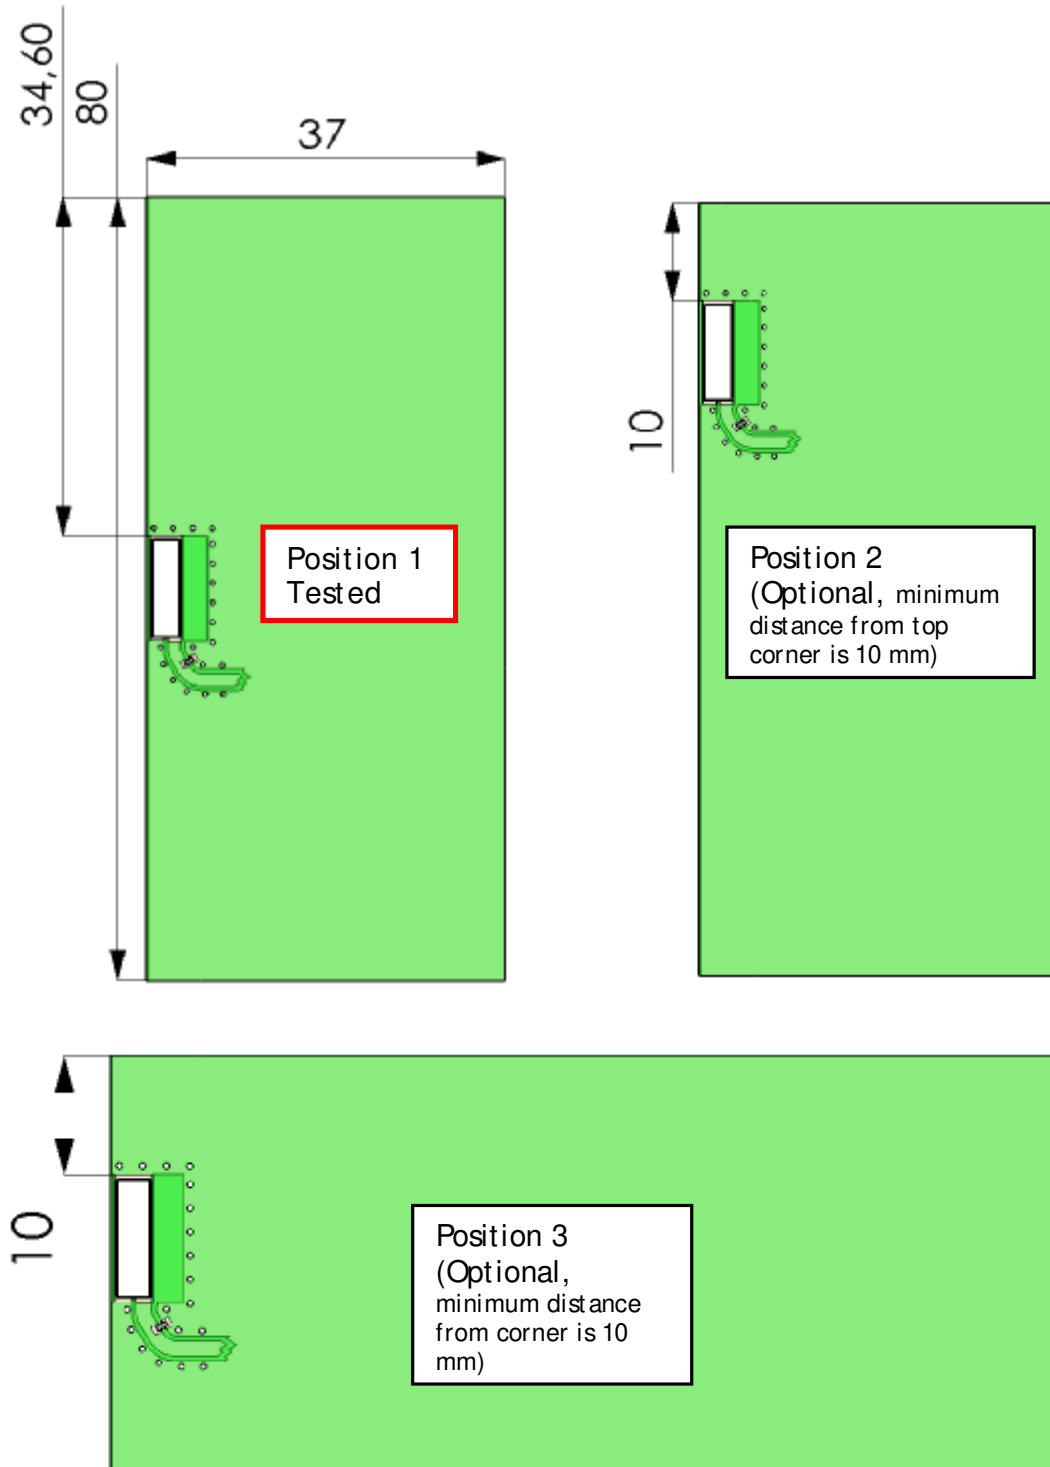 34,60
80
37
Position 1
Tested
10
Position 2
(Optional, minimum
distance from top
corner is 10 mm)
10
Position 3
(Optional,
minimum distance
from corner is 10
mm)